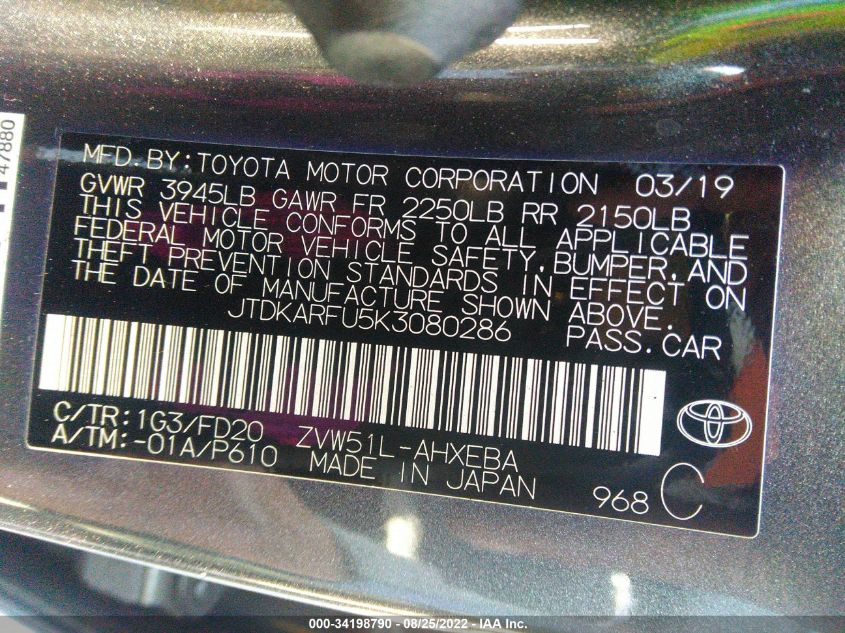 47880
MFD.BY:TOYOTA MOTOR CORPORATION 03/19
GVWR 3945LB GAWR FR 2250LB RR 2150LB
THIS VEHICLE CONFORMS TO ALL APPLICABLE
FEDERAL MOTOR VEHICLE SAFETY,BUMPER,AND
THEFT PREVENTION STANDARDS IN EFFECT ON
THE DATE OF MANUFACTURE SHOWN ABOVE.
JTDKARFU5K3080286 PASS.CAR
C/TR:1G3/FD20 ZVW51L-AHXEBA
A/TM:-01A/P610 MADE IN JAPAN
968 C
000-34198790 - 08/25/2022 - IAA, Inc.